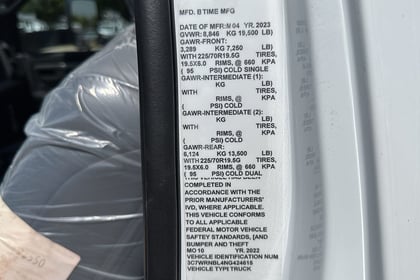 MFD. B TIME MFG
DATE OF MFR: M 04 YR. 2023
GVWR: 8,846 KG 19,500 LB)
GAWR-FRONT:
3,289 KG 7,250 LB)
WITH 225/70R19.5G TIRES,
19.5X6.0 RIMS, @ 660 KPA
( 95 PSI) COLD SINGLE
GAWR-INTERMEDIATE (1):
KG LB)
WITH TIRES,
RIMS, @ KPA
( PSI) COLD
GAWR-INTERMEDIATE (2):
KG LB)
WITH TIRES,
RIMS, @ KPA
( PSI) COLD
GAWR-REAR:
6,124 KG 13,500 LB)
WITH 225/70R19.5G TIRES,
19.5X6.0 RIMS, @ 660 KPA
( 95 PSI) COLD DUAL
THIS VEHICLE HAS BEEN
COMPLETED IN
ACCORDANCE WITH THE
PRIOR MANUFACTURERS'
IVD, WHERE APPLICABLE.
THIS VEHICLE CONFORMS
TO ALL APPLICABLE
FEDERAL MOTOR VEHICLE
SAFTEY STANDARDS, [AND
BUMPER AND THEFT
MO 10 YR. 2022
VEHICLE IDENTIFICATION NUM
3C7WRNBL4NG424615
VEHICLE TYPE TRUCK